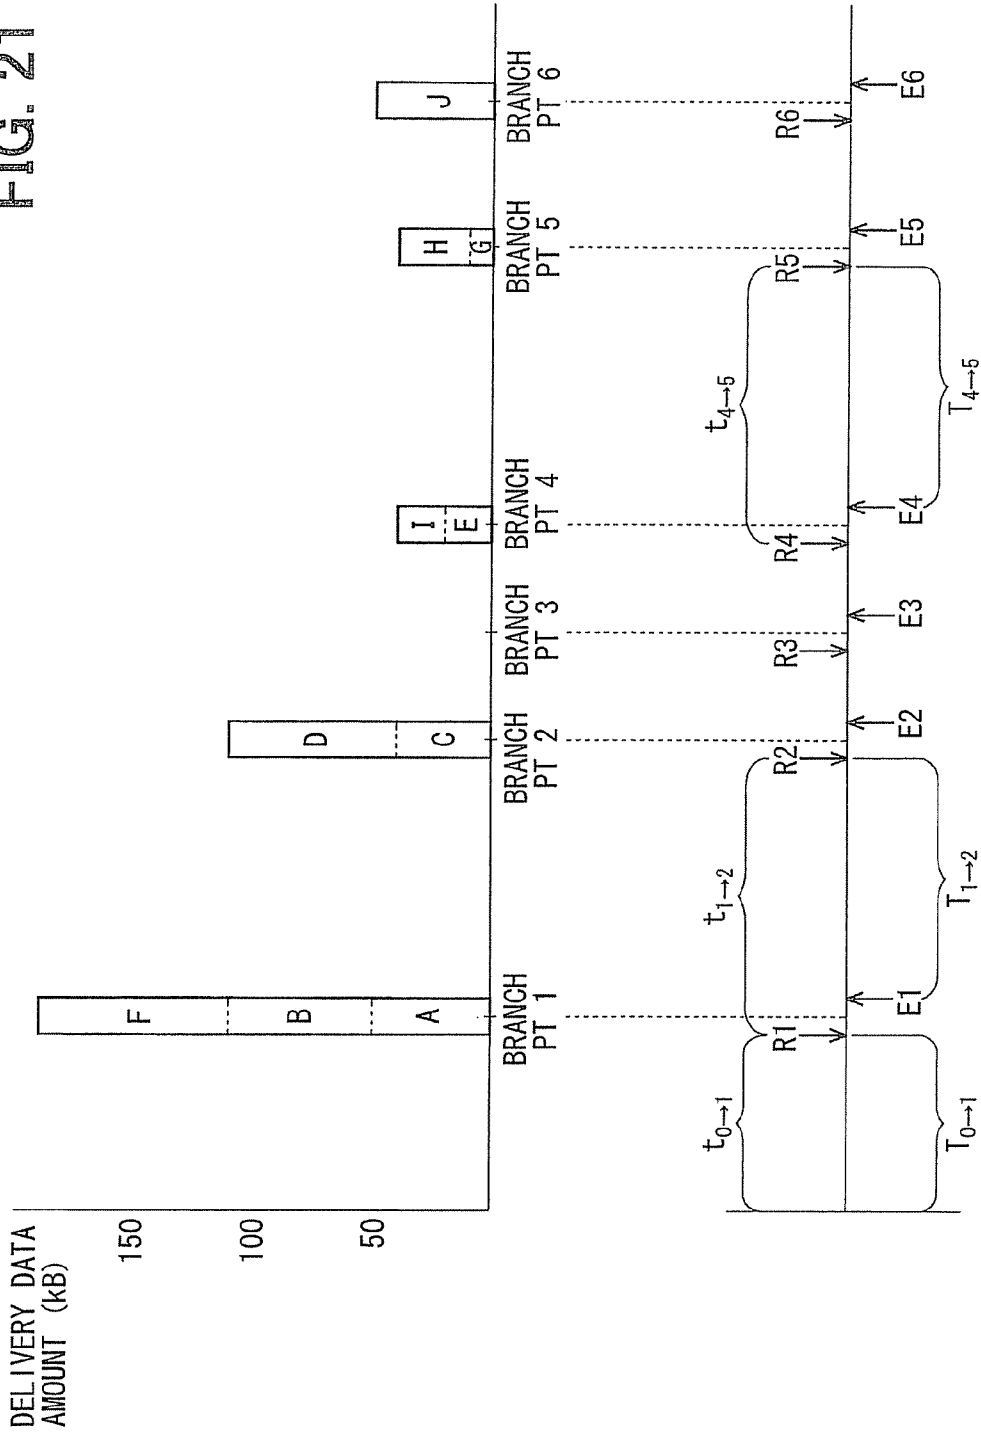 FIG. 21
DELIVERY DATA
AMOUNT (kB)
150
100
50
F
B
A
D
C
I
E
H
G
J
BRANCH
PT 1
BRANCH
PT 2
BRANCH
PT 3
BRANCH
PT 4
BRANCH
PT 5
BRANCH
PT 6
t0→1
t1→2
t4→5
R1
R2
R3
R4
R5
R6
E1
E2
E3
E4
E5
E6
T0→1
T1→2
T4→5